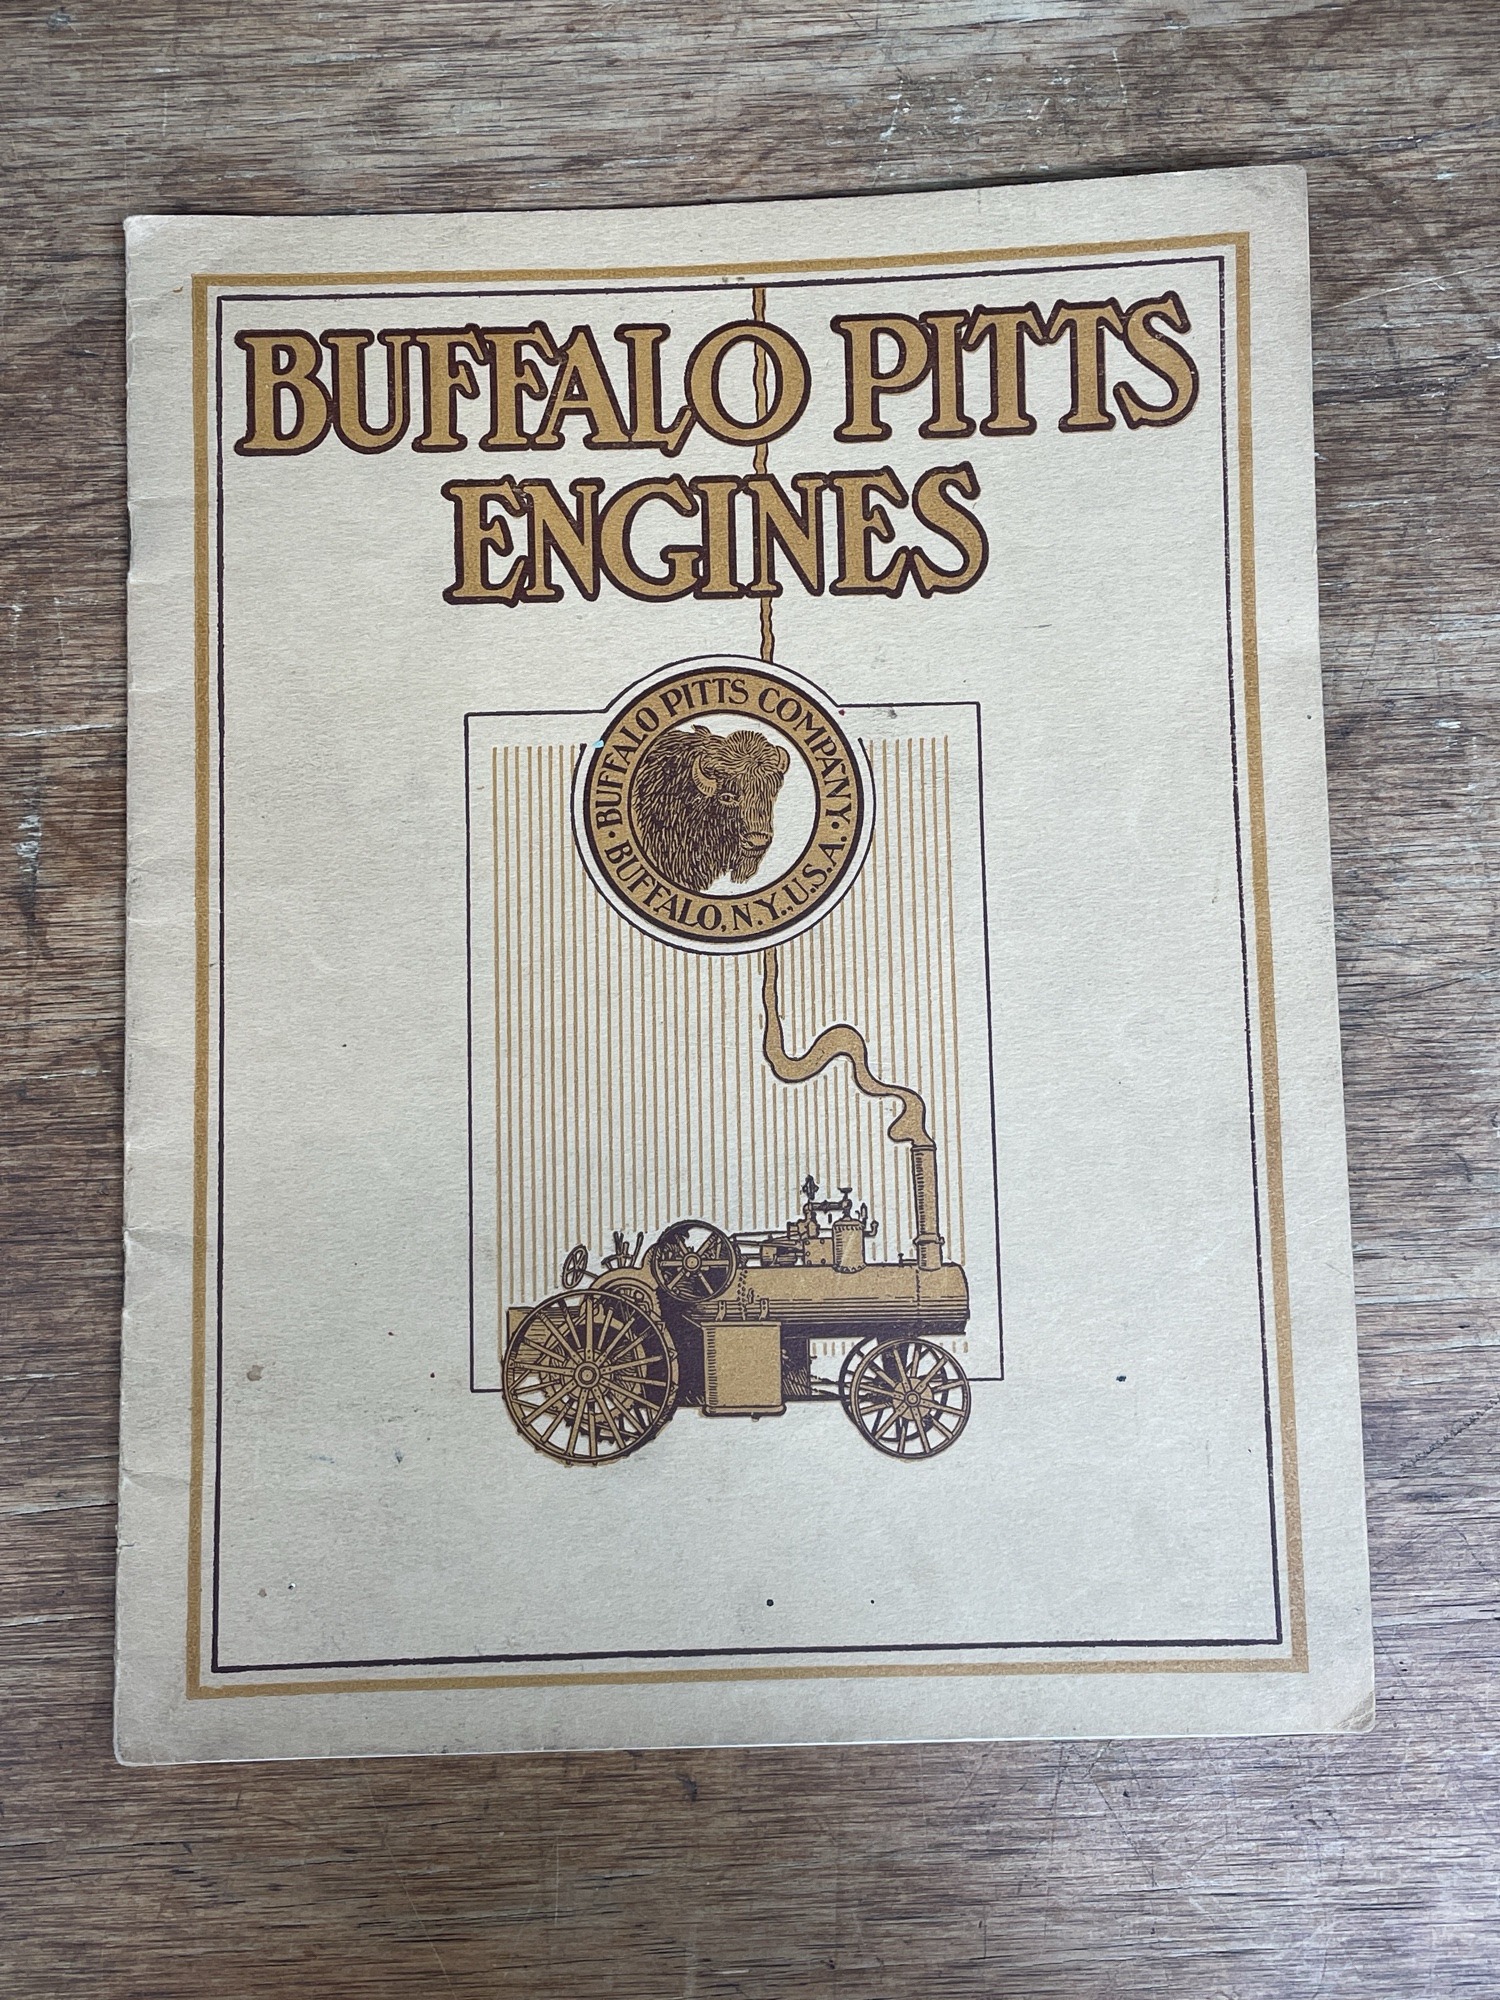 BUFFALO PITTS
ENGINES
BUFFALO PITTS COMPANY.
BUFFALO, N.Y., U.S.A.